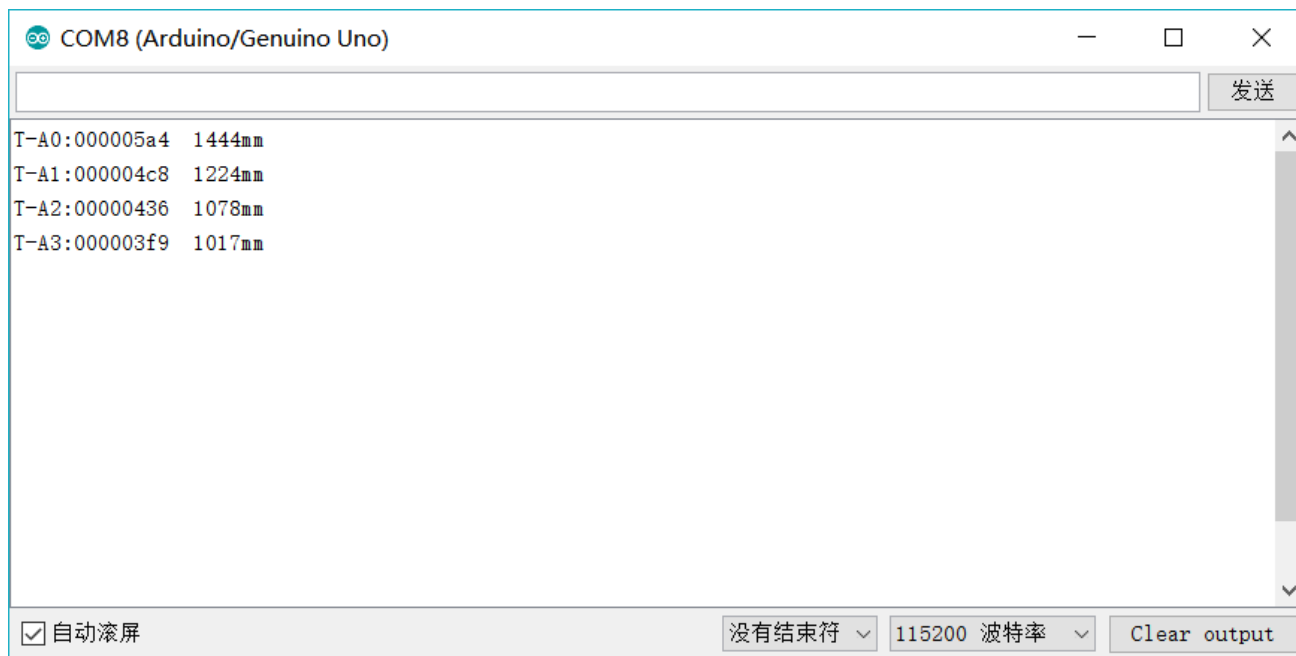 COM8 (Arduino/Genuino Uno)
发送
T-A0:000005a4  1444mm
T-A1:000004c8  1224mm
T-A2:00000436  1078mm
T-A3:000003f9  1017mm
自动滚屏
没有结束符
115200 波特率
Clear output